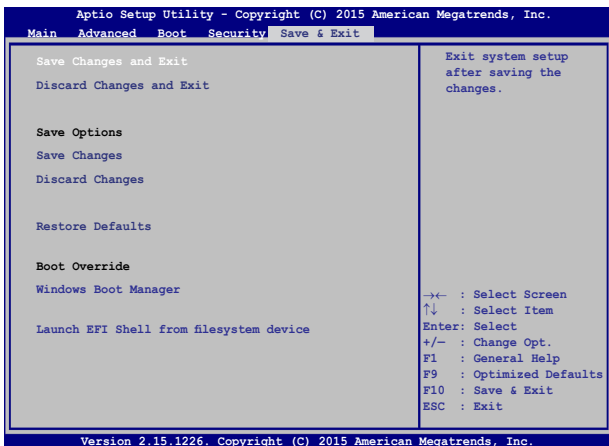 Aptio Setup Utility - Copyright (C) 2015 American Megatrends, Inc.
Main Advanced Boot Security Save & Exit
Save Changes and Exit
Discard Changes and Exit
Save Options
Save Changes
Discard Changes
Restore Defaults
Boot Override
Windows Boot Manager
Launch EFI Shell from filesystem device
Exit system setup
after saving the
changes.
→← : Select Screen
↑↓ : Select Item
Enter: Select
+/— : Change Opt.
F1 : General Help
F9 : Optimized Defaults
F10 : Save & Exit
ESC : Exit
Version 2.15.1226. Copyright (C) 2015 American Megatrends, Inc.